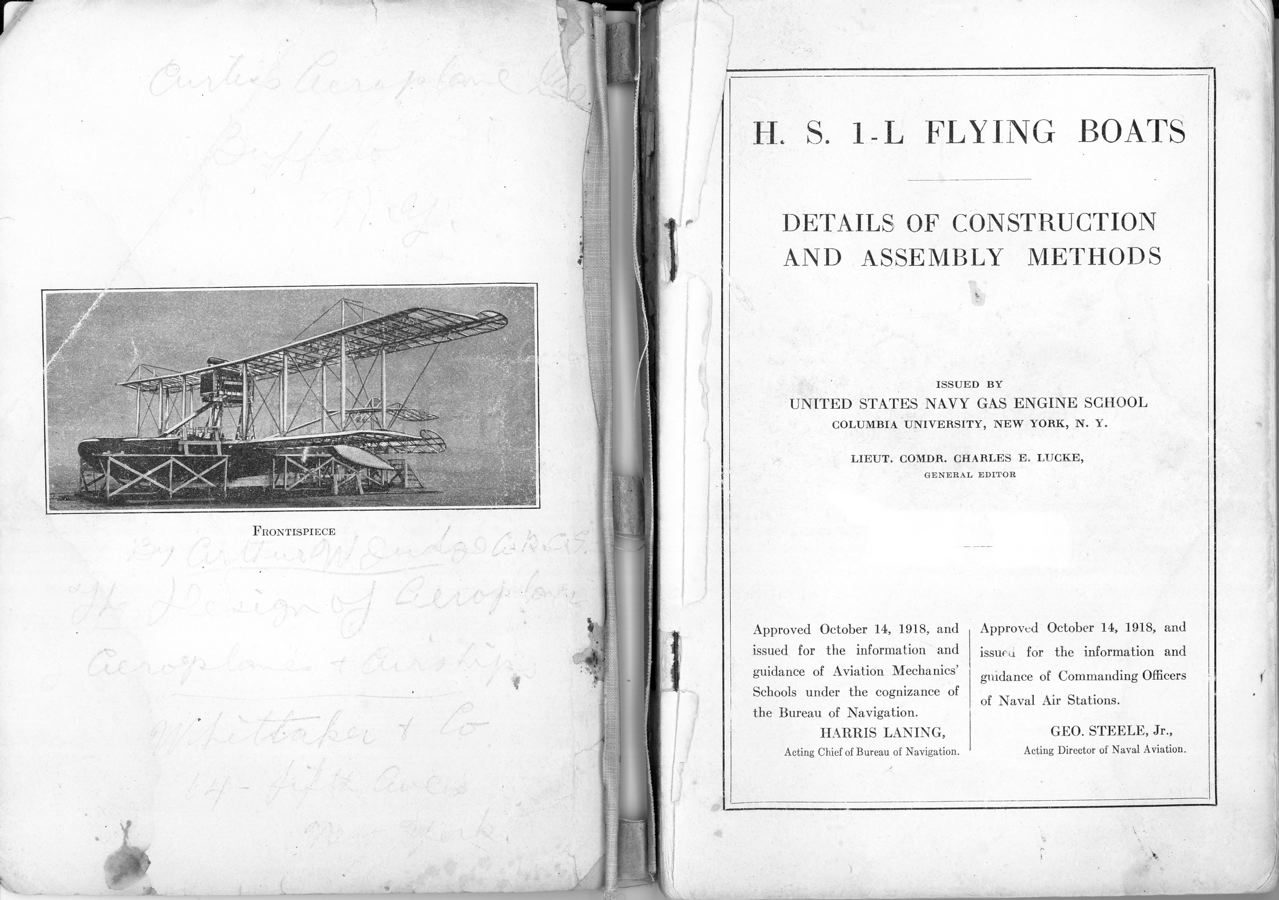 Curtiss Aeroplane Co
Buffalo
N.Y.
FRONTISPIECE
By Arthur W Judge A.R.C.S.
The Design of Aeroplanes
Aeroplane + Airship
Whittaker & Co
64 - fifth Aven
New York.
H. S. 1-L FLYING BOATS
DETAILS OF CONSTRUCTION
AND ASSEMBLY METHODS
ISSUED BY
UNITED STATES NAVY GAS ENGINE SCHOOL
COLUMBIA UNIVERSITY, NEW YORK, N. Y.
LIEUT. COMDR. CHARLES E. LUCKE,
GENERAL EDITOR
Approved October 14, 1918, and
issued for the information and
guidance of Aviation Mechanics'
Schools under the cognizance of
the Bureau of Navigation.
HARRIS LANING,
Acting Chief of Bureau of Navigation.
Approved October 14, 1918, and
issued for the information and
guidance of Commanding Officers
of Naval Air Stations.
GEO. STEELE, Jr.,
Acting Director of Naval Aviation.